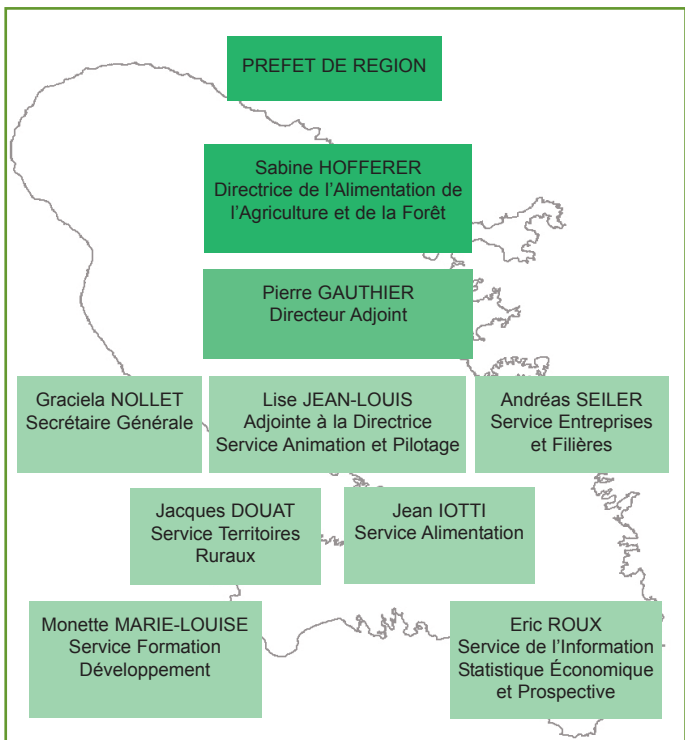 PREFET DE REGION
Sabine HOFFERER
Directrice de l'Alimentation de
l'Agriculture et de la Forêt
Pierre GAUTHIER
Directeur Adjoint
Graciela NOLLET
Secrétaire Générale
Lise JEAN-LOUIS
Adjointe à la Directrice
Service Animation et Pilotage
Andréas SEILER
Service Entreprises
et Filières
Jacques DOUAT
Service Territoires
Ruraux
Jean IOTTI
Service Alimentation
Monette MARIE-LOUISE
Service Formation
Développement
Eric ROUX
Service de l'Information
Statistique Économique
et Prospective